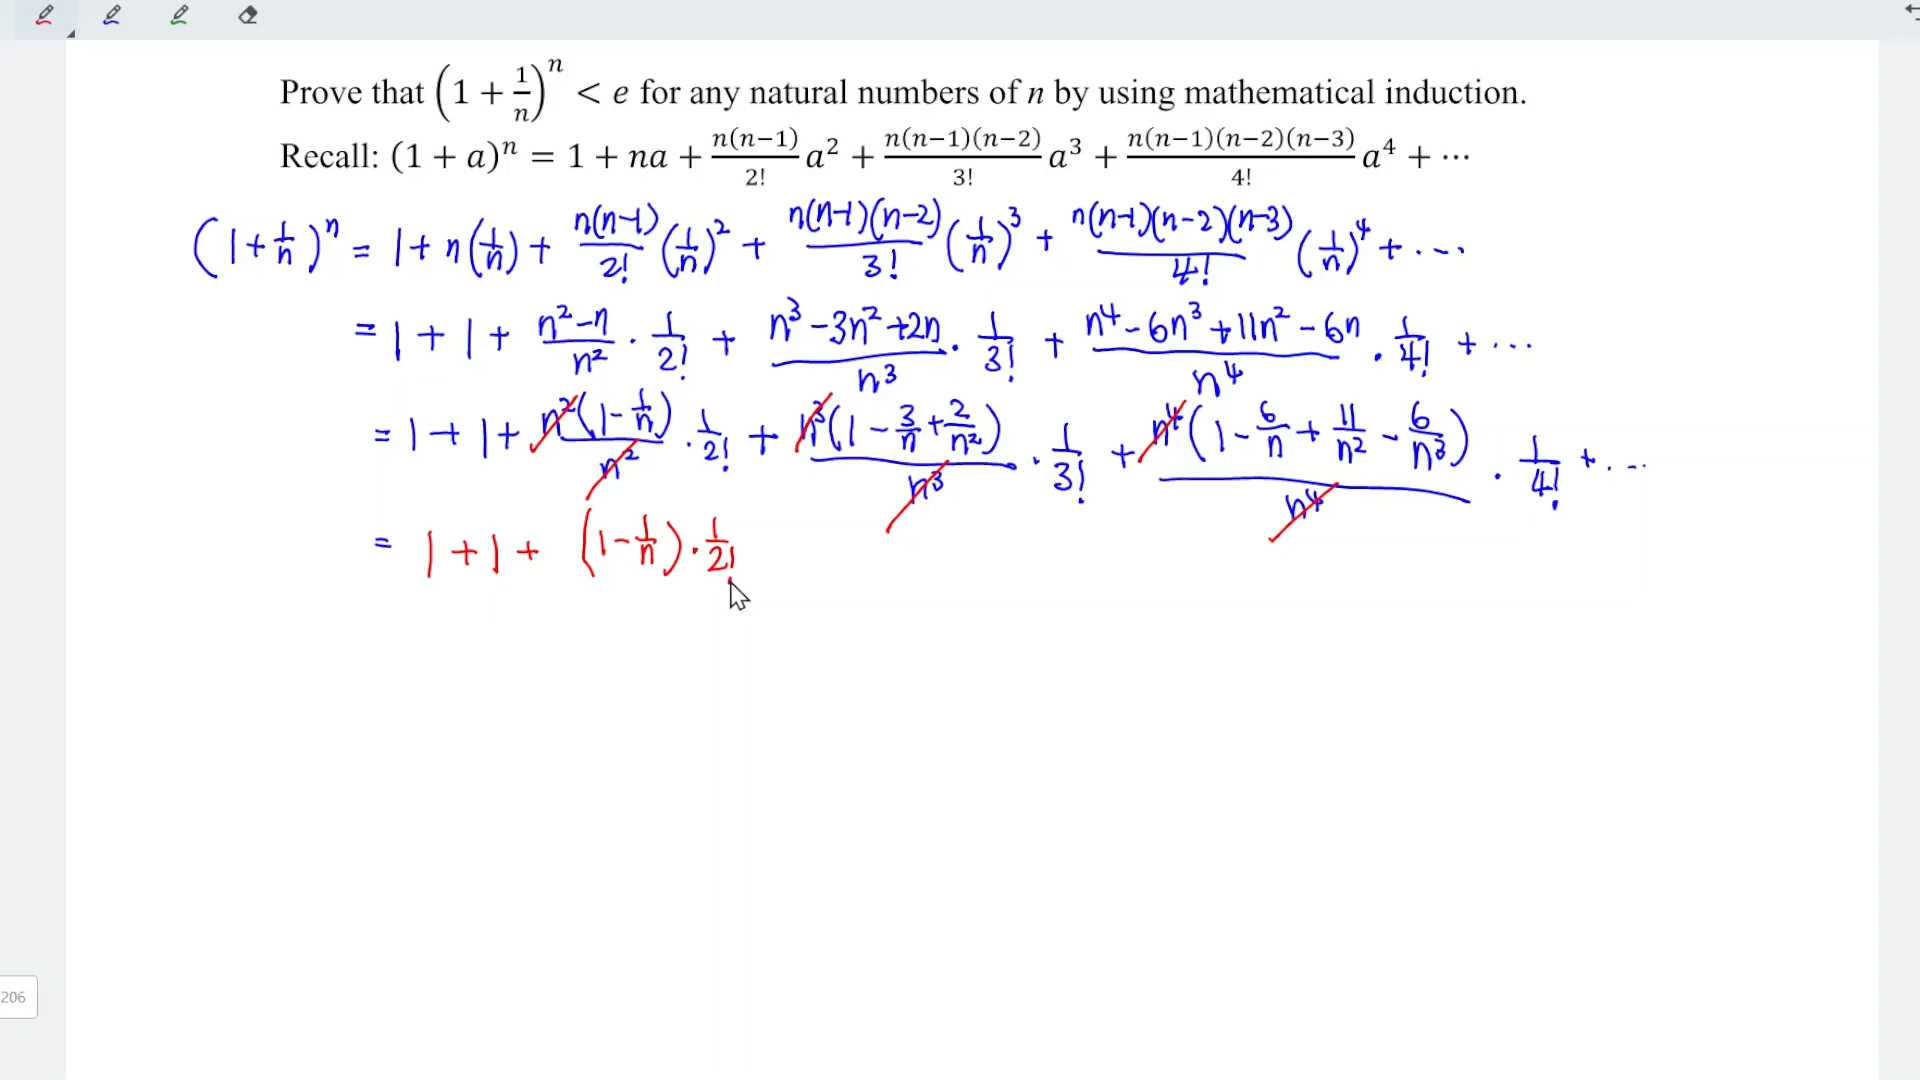 Prove that (1 + 1/n)^n < e for any natural numbers of n by using mathematical induction.
Recall: (1 + a)^n = 1 + na + n(n−1)/2! a^2 + n(n−1)(n−2)/3! a^3 + n(n−1)(n−2)(n−3)/4! a^4 + ⋯
(1+1/n)^n = 1 + n(1/n) + n(n-1)/2! (1/n)^2 + n(n-1)(n-2)/3! (1/n)^3 + n(n-1)(n-2)(n-3)/4! (1/n)^4 + ...
= 1 + 1 + (n^2-n)/n^2 · 1/2! + (n^3-3n^2+2n)/n^3 · 1/3! + (n^4-6n^3+11n^2-6n)/n^4 · 1/4! + ...
= 1 + 1 + n^2(1-1/n)/n^2 · 1/2! + n^3(1-3/n+2/n^2)/n^3 · 1/3! + n^4(1-6/n+11/n^2-6/n^3)/n^4 · 1/4! + ...
= 1 + 1 + (1-1/n) · 1/2!
206